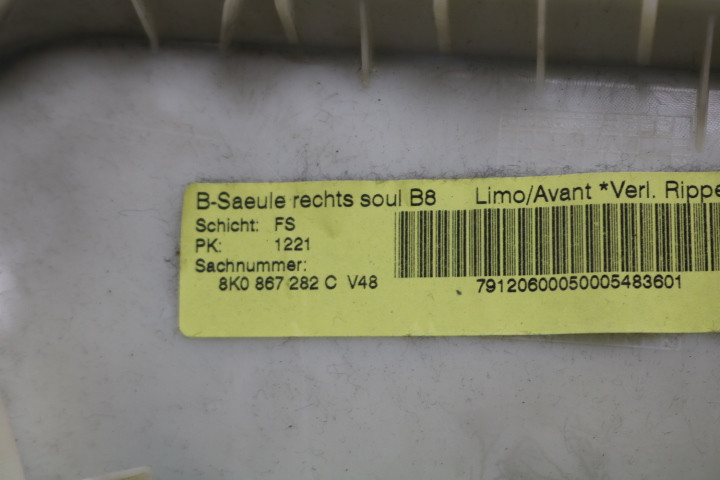 B-Saeule rechts soul B8 Limo/Avant *Verl. Rippe
Schicht: FS
PK: 1221
Sachnummer:
8K0 867 282 C V48
79120600050005483601